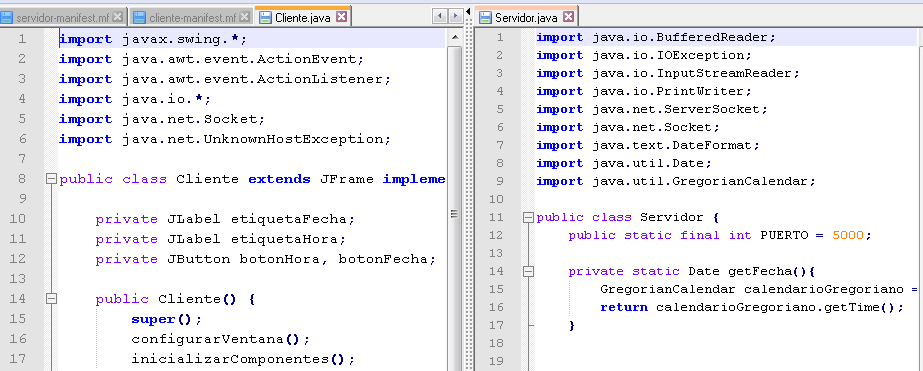 servidor-manifest.mf
cliente-manifest.mf
Cliente.java
1 import javax.swing.*;
2 import java.awt.event.ActionEvent;
3 import java.awt.event.ActionListener;
4 import java.io.*;
5 import java.net.Socket;
6 import java.net.UnknownHostException;
7
8 public class Cliente extends JFrame impleme
9
10 private JLabel etiquetaFecha;
11 private JLabel etiquetaHora;
12 private JButton botonHora, botonFecha;
13
14 public Cliente() {
15 super();
16 configurarVentana();
17 inicializarComponentes();
Servidor.java
1 import java.io.BufferedReader;
2 import java.io.IOException;
3 import java.io.InputStreamReader;
4 import java.io.PrintWriter;
5 import java.net.ServerSocket;
6 import java.net.Socket;
7 import java.text.DateFormat;
8 import java.util.Date;
9 import java.util.GregorianCalendar;
10
11 public class Servidor {
12 public static final int PUERTO = 5000;
13
14 private static Date getFecha(){
15 GregorianCalendar calendarioGregoriano =
16 return calendarioGregoriano.getTime();
17 }
18
19